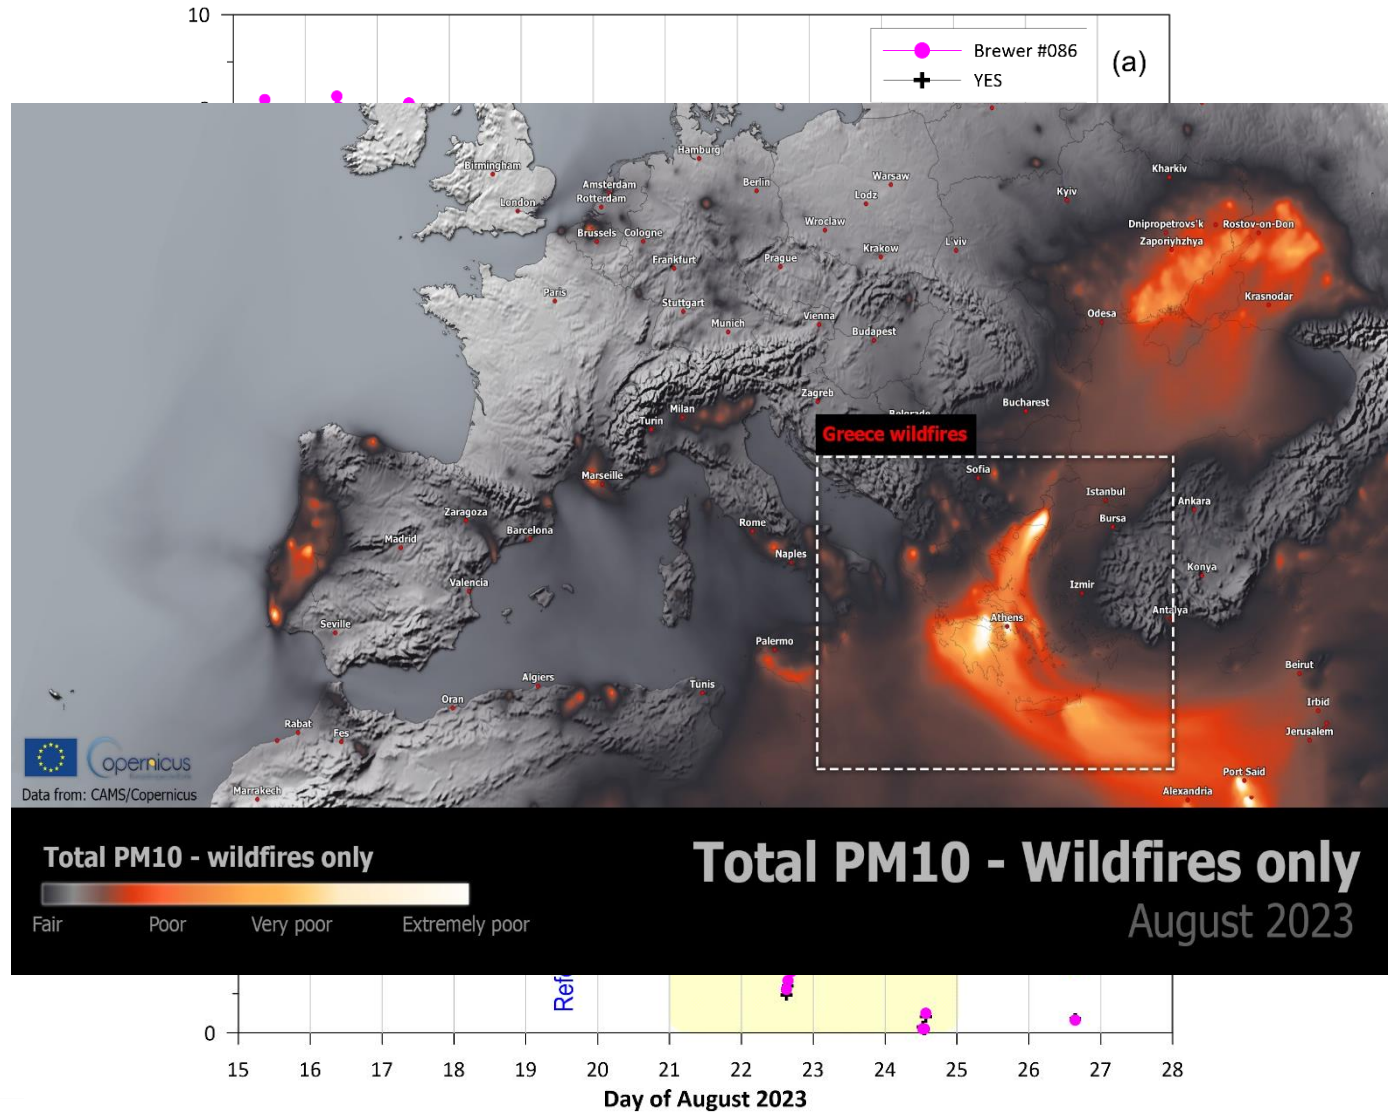 10
Brewer #086
(a)
YES
Hamburg
Birmingham
Amsterdam
Berlin
Warsaw
Kharkiv
Rotterdam
London
Lodz
Kyiv
Brussels
Cologne
Wroclaw
Dnipropetrovs'k
Rostov-on-Don
Zaporiyhzhya
Krakow
L'viv
Frankfurt
Prague
Paris
Stuttgart
Krasnodar
Munich
Vienna
Odesa
Budapest
Zagreb
Milan
Bucharest
Turin
Belgrade
Greece wildfires
Sofia
Marseille
Istanbul
Ankara
Zaragoza
Barcelona
Rome
Bursa
Madrid
Naples
Konya
Valencia
Izmir
Antalya
Seville
Athens
Palermo
Beirut
Algiers
Tunis
Oran
Irbid
Rabat
Fes
Jerusalem
opernicus
Port Said
Marrakech
Alexandria
Data from: CAMS/Copernicus
Total PM10 - wildfires only
Total PM10 - Wildfires only
Fair
Poor
Very poor
Extremely poor
August 2023
Refe
0
15 16 17 18 19 20 21 22 23 24 25 26 27 28
Day of August 2023